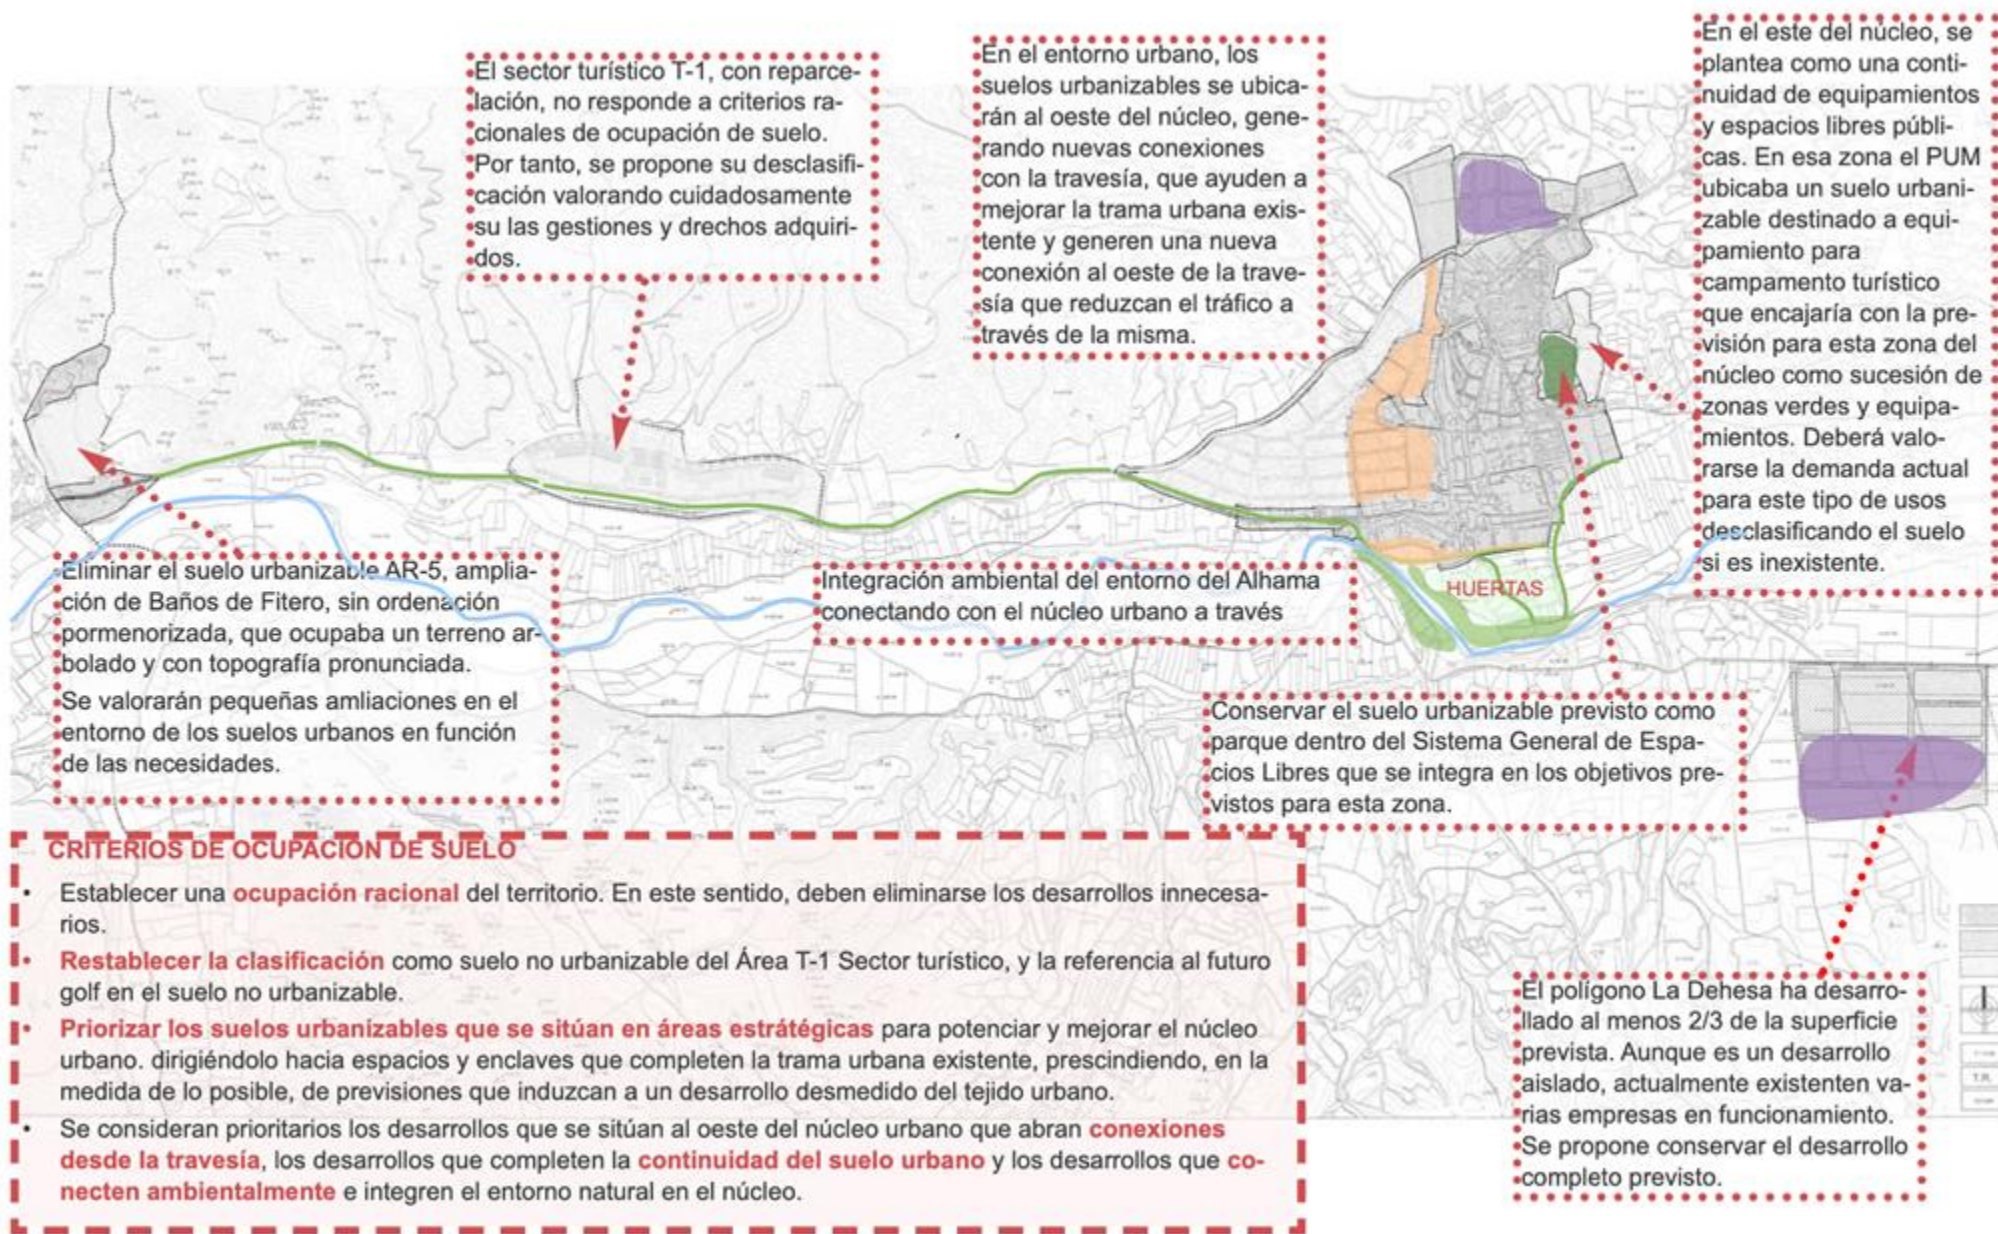 El sector turístico T-1, con reparce-
lación, no responde a criterios ra-
cionales de ocupación de suelo.
Por tanto, se propone su desclasifi-
cación valorando cuidadosamente
su las gestiones y drechos adquiri-
dos.
En el entorno urbano, los
suelos urbanizables se ubica-
rán al oeste del núcleo, gene-
rando nuevas conexiones
con la travesía, que ayuden a
mejorar la trama urbana exis-
tente y generen una nueva
conexión al oeste de la trave-
sía que reduzcan el tráfico a
través de la misma.
En el este del núcleo, se
plantea como una conti-
nuidad de equipamientos
y espacios libres públi-
cas. En esa zona el PUM
ubicaba un suelo urbani-
zable destinado a equi-
pamiento para
campamento turístico
que encajaría con la pre-
visión para esta zona del
núcleo como sucesión de
zonas verdes y equipa-
mientos. Deberá valo-
rarse la demanda actual
para este tipo de usos
desclasificando el suelo
si es inexistente.
Eliminar el suelo urbanizable AR-5, amplia-
ción de Baños de Fitero, sin ordenación
pormenorizada, que ocupaba un terreno ar-
bolado y con topografía pronunciada.
Se valorarán pequeñas amliaciones en el
entorno de los suelos urbanos en función
de las necesidades.
Integración ambiental del entorno del Alhama
conectando con el núcleo urbano a través
HUERTAS
Conservar el suelo urbanizable previsto como
parque dentro del Sistema General de Espa-
cios Libres que se integra en los objetivos pre-
vistos para esta zona.
CRITERIOS DE OCUPACIÓN DE SUELO
• Establecer una ocupación racional del territorio. En este sentido, deben eliminarse los desarrollos innecesa-
rios.
• Restablecer la clasificación como suelo no urbanizable del Área T-1 Sector turístico, y la referencia al futuro
golf en el suelo no urbanizable.
• Priorizar los suelos urbanizables que se sitúan en áreas estrátégicas para potenciar y mejorar el núcleo
urbano. dirigiéndolo hacia espacios y enclaves que completen la trama urbana existente, prescindiendo, en la
medida de lo posible, de previsiones que induzcan a un desarrollo desmedido del tejido urbano.
• Se consideran prioritarios los desarrollos que se sitúan al oeste del núcleo urbano que abran conexiones
desde la travesía, los desarrollos que completen la continuidad del suelo urbano y los desarrollos que co-
necten ambientalmente e integren el entorno natural en el núcleo.
El polígono La Dehesa ha desarro-
llado al menos 2/3 de la superficie
prevista. Aunque es un desarrollo
aislado, actualmente existenten va-
rias empresas en funcionamiento.
Se propone conservar el desarrollo
completo previsto.